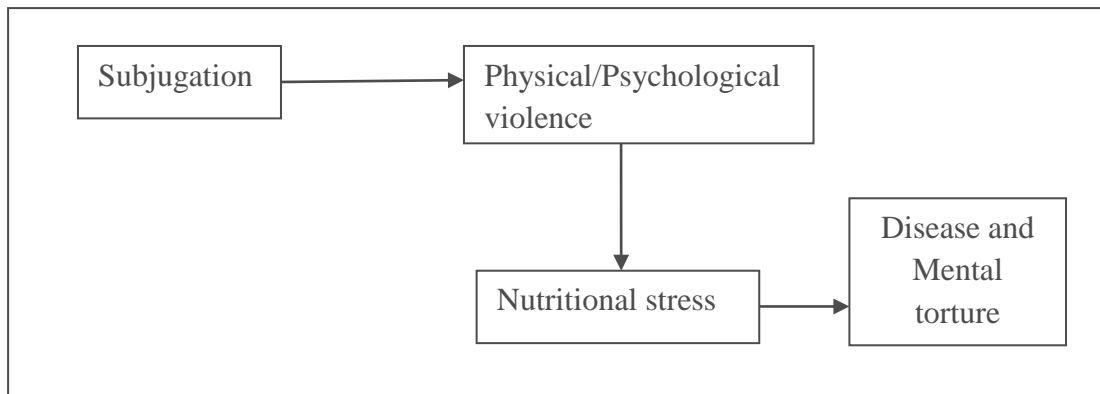 Subjugation
Physical/Psychological
violence
Nutritional stress
Disease and
Mental
torture